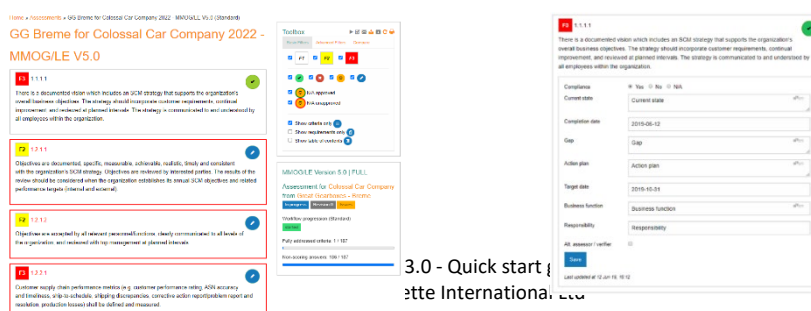 Home » Assessments » GG Breme for Colossal Car Company 2022 - MMOG/LE V5.0 (Standard)
GG Breme for Colossal Car Company 2022 -
MMOG/LE V5.0
F3 1.1.1.1
There is a documented vision which includes an SCM strategy that supports the organization's
overall business objectives. The strategy should incorporate customer requirements, continual
improvement, and reviewed at planned intervals. The strategy is communicated to and understood by
all employees within the organization.
F2 1.2.1.1
Objectives are documented, specific, measurable, achievable, realistic, timely and consistent
with the organization's SCM strategy. Objectives are reviewed by interested parties. The results of the
review should be considered when the organization establishes its annual SCM objectives and related
performance targets (internal and external).
F2 1.2.1.2
Objectives are accepted by all relevant personnel/functions, clearly communicated to all levels of
the organization, and reviewed with top management at planned intervals.
F3 1.2.2.1
Customer supply chain performance metrics (e.g. customer performance rating, ASN accuracy
and timeliness, ship-to-schedule, shipping discrepancies, corrective action report/problem report and
resolution, production losses) shall be defined and measured.
Toolbox
Basic Filters Advanced Filters
F1 F2 F3
N/A approved
N/A unapproved
Show criteria only
Show requirements only
Show table of contents
MMOG/LE Version 5.0 | FULL
Assessment for Colossal Car Company
from Great Gearboxes - Breme
Workflow progression (Standard)
Fully addressed criteria: 1 / 197
Non-expiring answers: 199 / 197
3.0 - Quick start
ette International Ltd
F3 1.1.1.1
There is a documented vision which includes an SCM strategy that supports the organization's
overall business objectives. The strategy should incorporate customer requirements, continual
improvement, and reviewed at planned intervals. The strategy is communicated to and understood by
all employees within the organization.
Compliance Yes No N/A
Current state Current state
Completion date 2019-06-12
Gap Gap
Action plan Action plan
Target date 2019-10-01
Business function Business function
Responsibility Responsibility
Alt. assessor / verifier
Save
Last updated at 12 Jun 19,